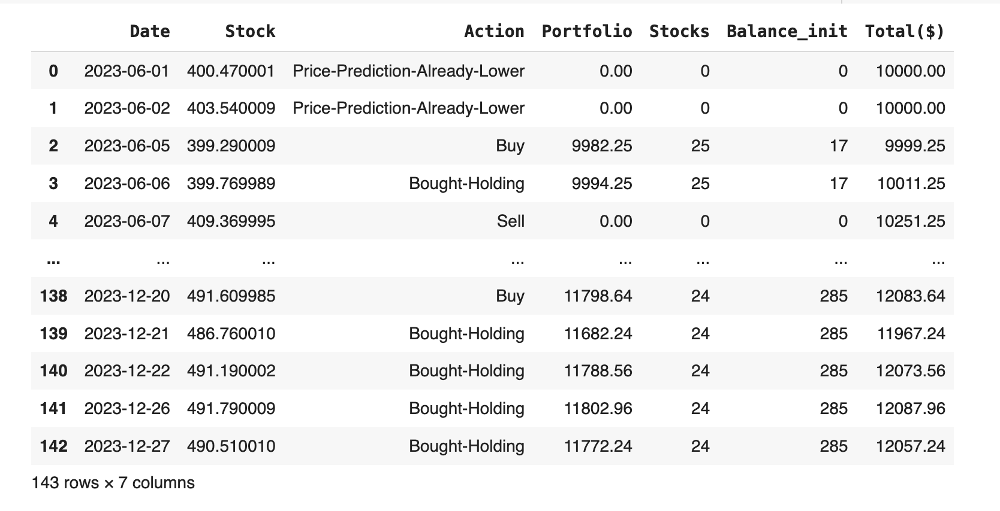 Date Stock Action Portfolio Stocks Balance_init Total($)
0 2023-06-01 400.470001 Price-Prediction-Already-Lower 0.00 0 0 10000.00
1 2023-06-02 403.540009 Price-Prediction-Already-Lower 0.00 0 0 10000.00
2 2023-06-05 399.290009 Buy 9982.25 25 17 9999.25
3 2023-06-06 399.769989 Bought-Holding 9994.25 25 17 10011.25
4 2023-06-07 409.369995 Sell 0.00 0 0 10251.25
... ... ... ... ... ... ... ...
138 2023-12-20 491.609985 Buy 11798.64 24 285 12083.64
139 2023-12-21 486.760010 Bought-Holding 11682.24 24 285 11967.24
140 2023-12-22 491.190002 Bought-Holding 11788.56 24 285 12073.56
141 2023-12-26 491.790009 Bought-Holding 11802.96 24 285 12087.96
142 2023-12-27 490.510010 Bought-Holding 11772.24 24 285 12057.24
143 rows × 7 columns